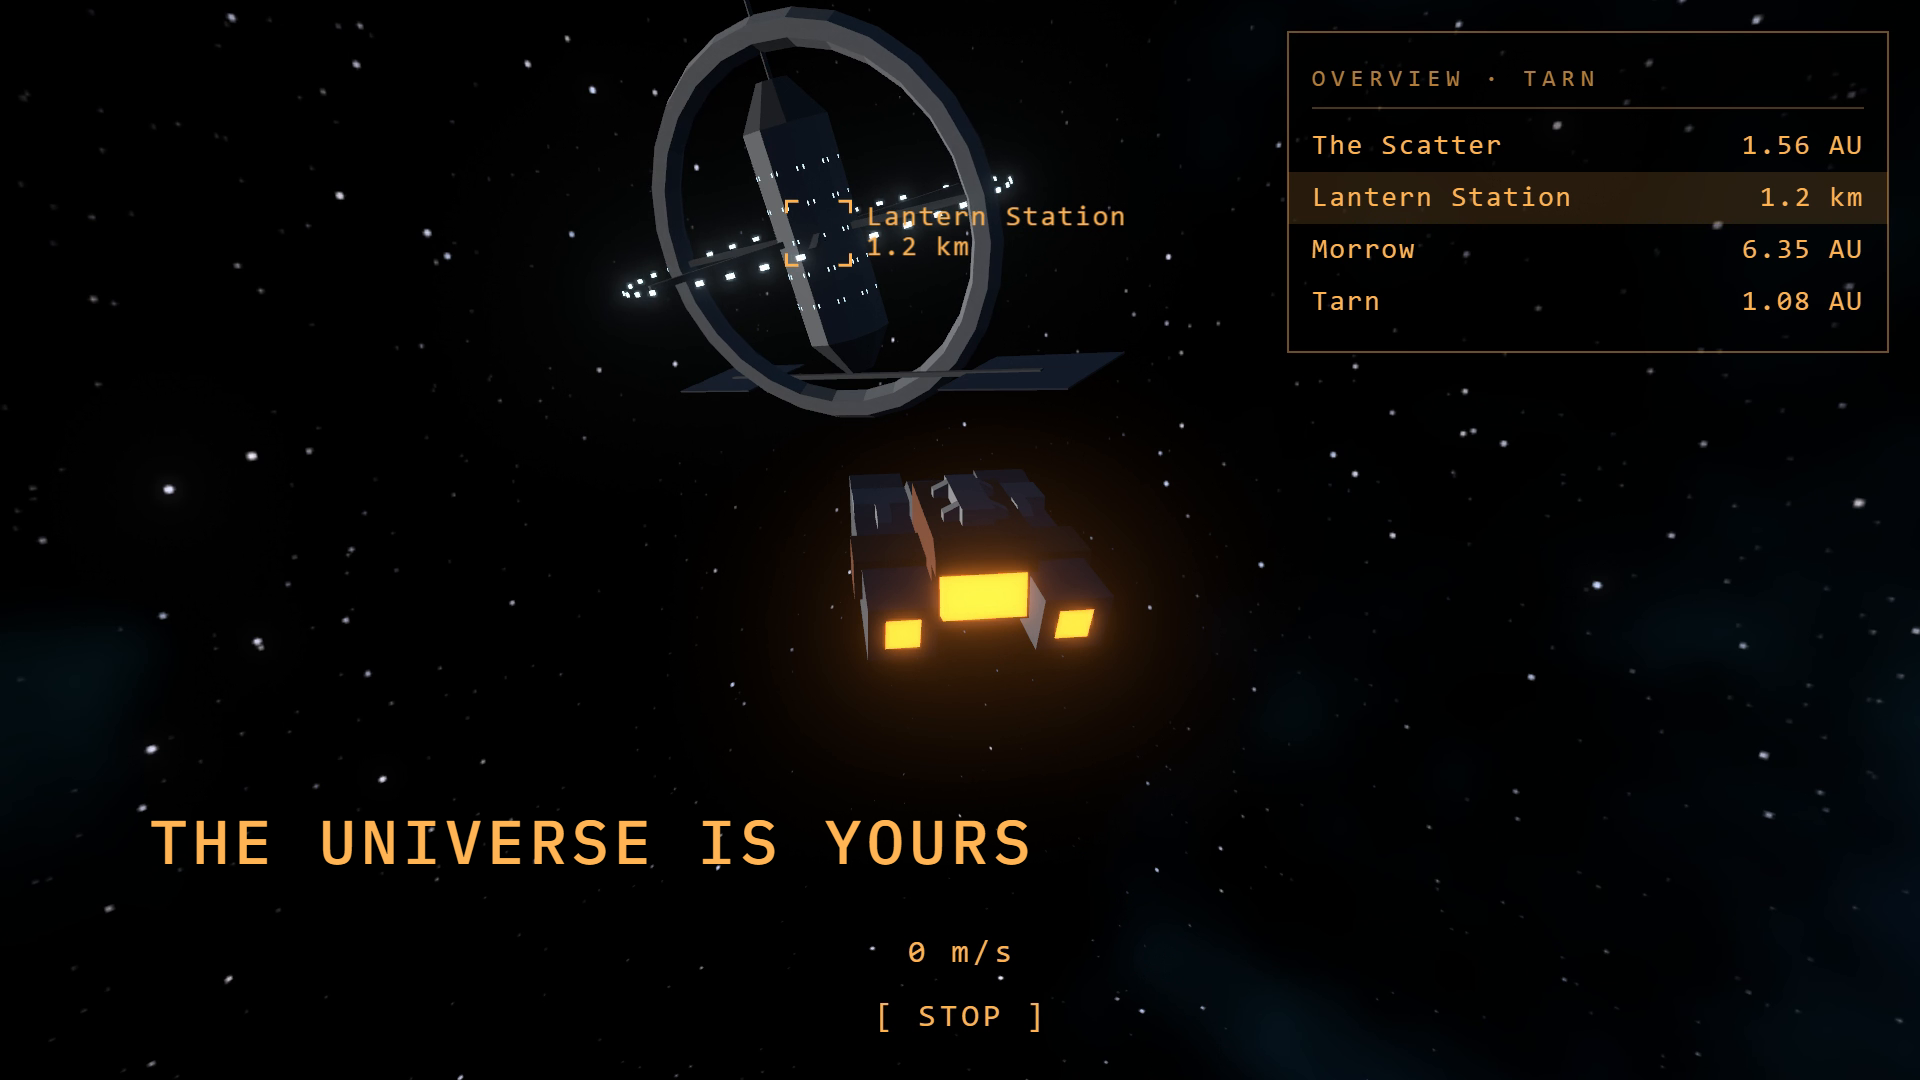 OVERVIEW · TARN
The Scatter 1.56 AU
Lantern Station 1.2 km
Morrow 6.35 AU
Tarn 1.08 AU
Lantern Station
1.2 km
THE UNIVERSE IS YOURS
0 m/s
[ STOP ]